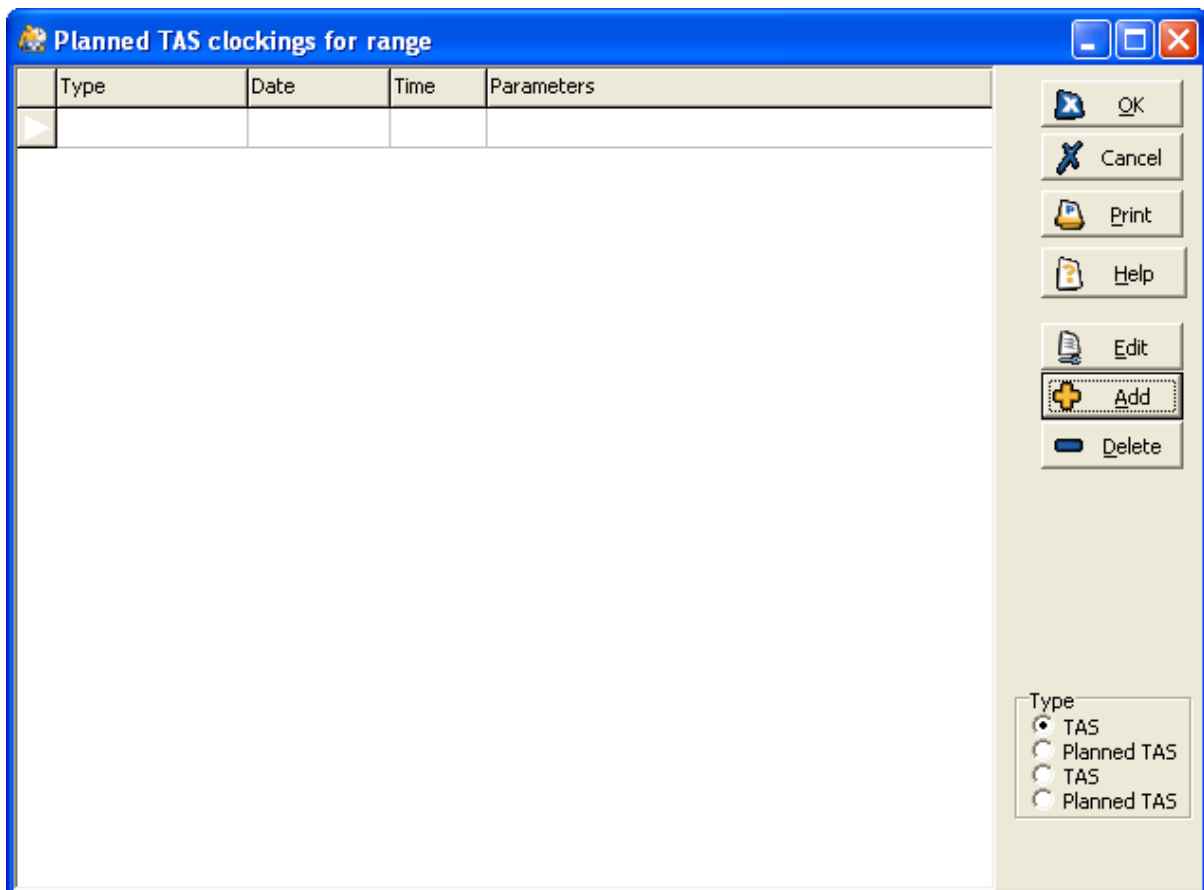 Planned TAS clockings for range
Type Date Time Parameters
OK
Cancel
Print
Help
Edit
Add
Delete
Type
TAS
Planned TAS
TAS
Planned TAS